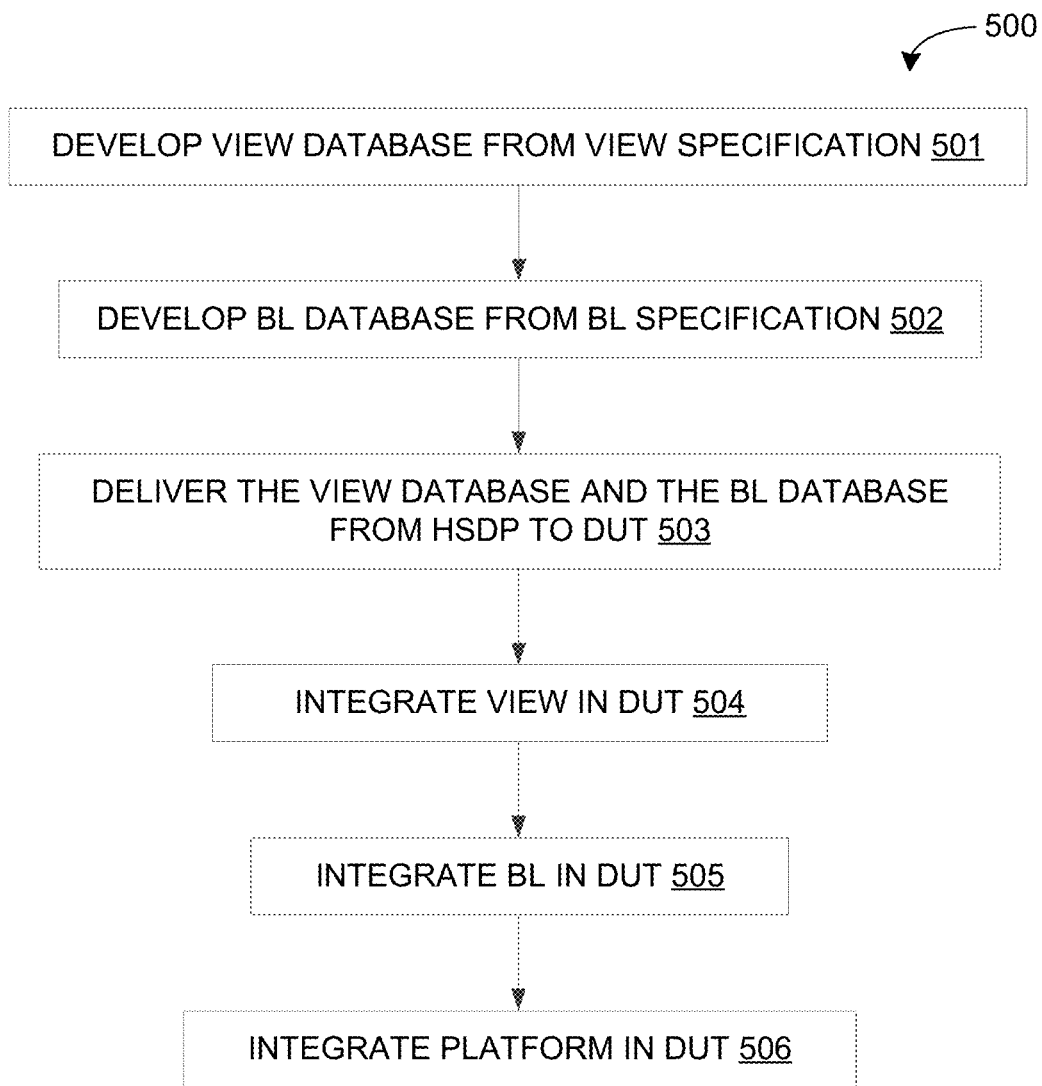 500
DEVELOP VIEW DATABASE FROM VIEW SPECIFICATION 501
DEVELOP BL DATABASE FROM BL SPECIFICATION 502
DELIVER THE VIEW DATABASE AND THE BL DATABASE
FROM HSDP TO DUT 503
INTEGRATE VIEW IN DUT 504
INTEGRATE BL IN DUT 505
INTEGRATE PLATFORM IN DUT 506